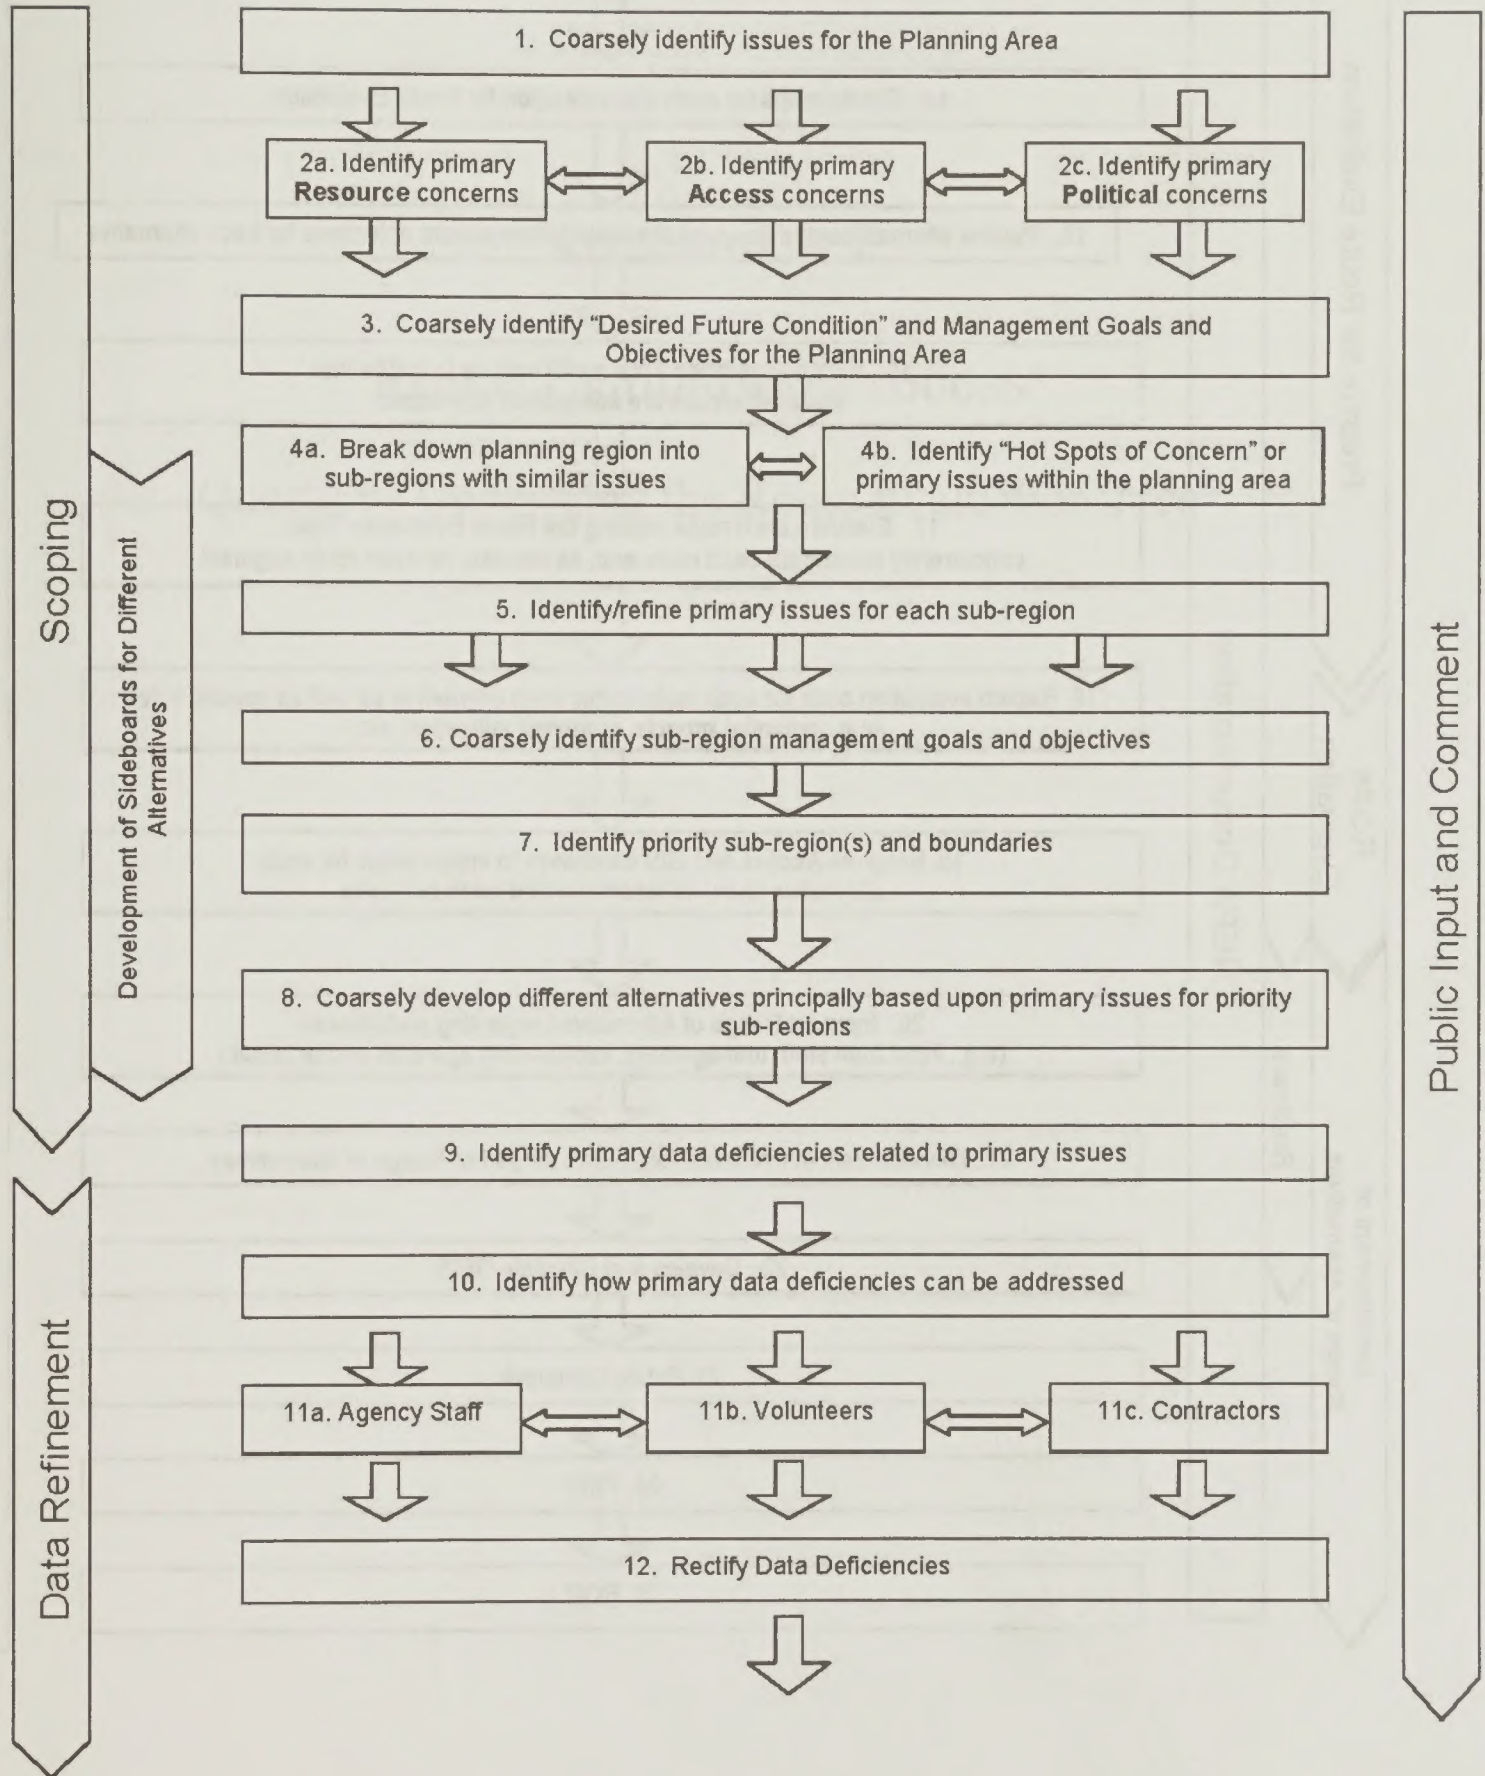 1. Coarsely identify issues for the Planning Area
2a. Identify primary
Resource concerns
2b. Identify primary
Access concerns
2c. Identify primary
Political concerns
3. Coarsely identify “Desired Future Condition” and Management Goals and
Objectives for the Planning Area
4a. Break down planning region into
sub-regions with similar issues
4b. Identify “Hot Spots of Concern” or
primary issues within the planning area
5. Identify/refine primary issues for each sub-region
6. Coarsely identify sub-region management goals and objectives
7. Identify priority sub-region(s) and boundaries
8. Coarsely develop different alternatives principally based upon primary issues for priority
sub-regions
9. Identify primary data deficiencies related to primary issues
10. Identify how primary data deficiencies can be addressed
11a. Agency Staff
11b. Volunteers
11c. Contractors
12. Rectify Data Deficiencies
Scoping
Development of Sideboards for Different
Alternatives
Data Refinement
Public Input and Comment